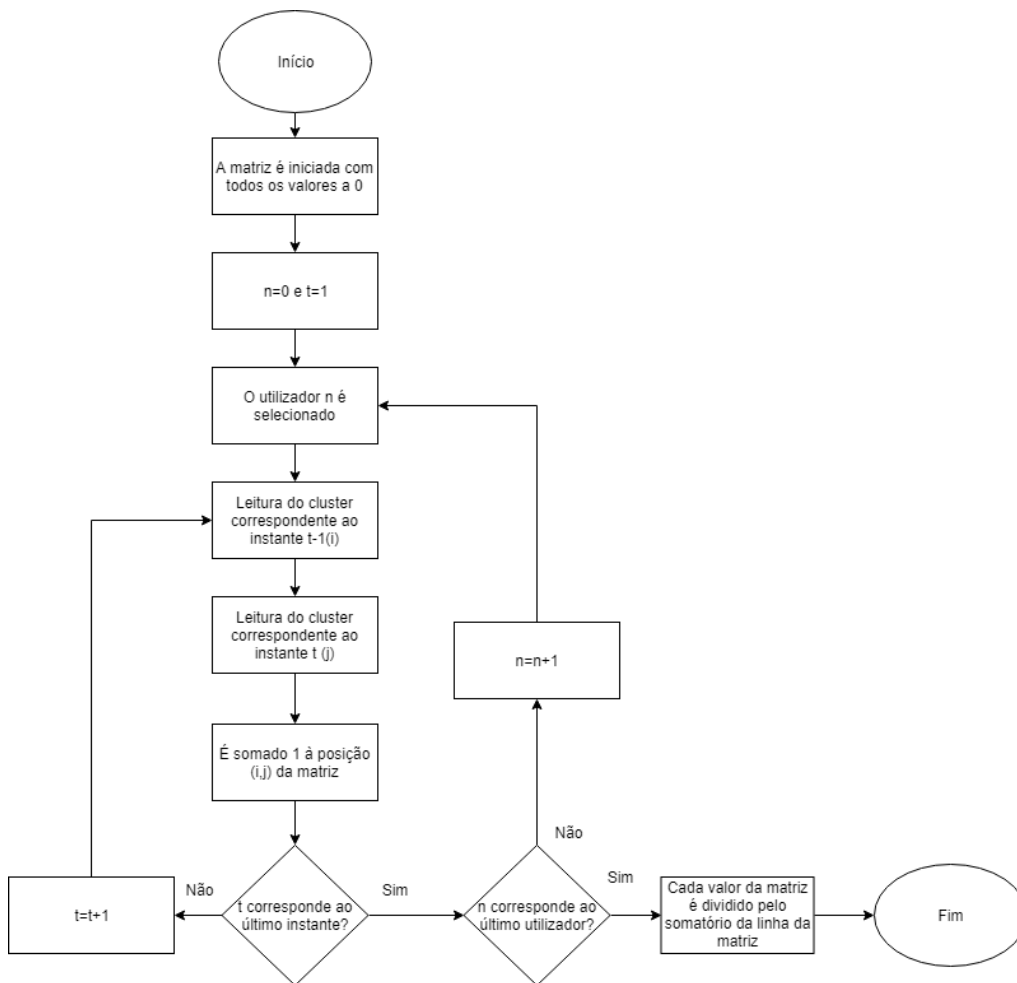 Início
A matriz é iniciada com
todos os valores a 0
n=0 e t=1
O utilizador n é
selecionado
Leitura do cluster
correspondente ao
instante t-1(i)
Leitura do cluster
correspondente ao
instante t (j)
n=n+1
É somado 1 à posição
(i,j) da matriz
Não
Não
Sim
Sim
t=t+1
t corresponde ao
último instante?
n corresponde ao
último utilizador?
Cada valor da matriz
é dividido pelo
somatório da linha da
matriz
Fim